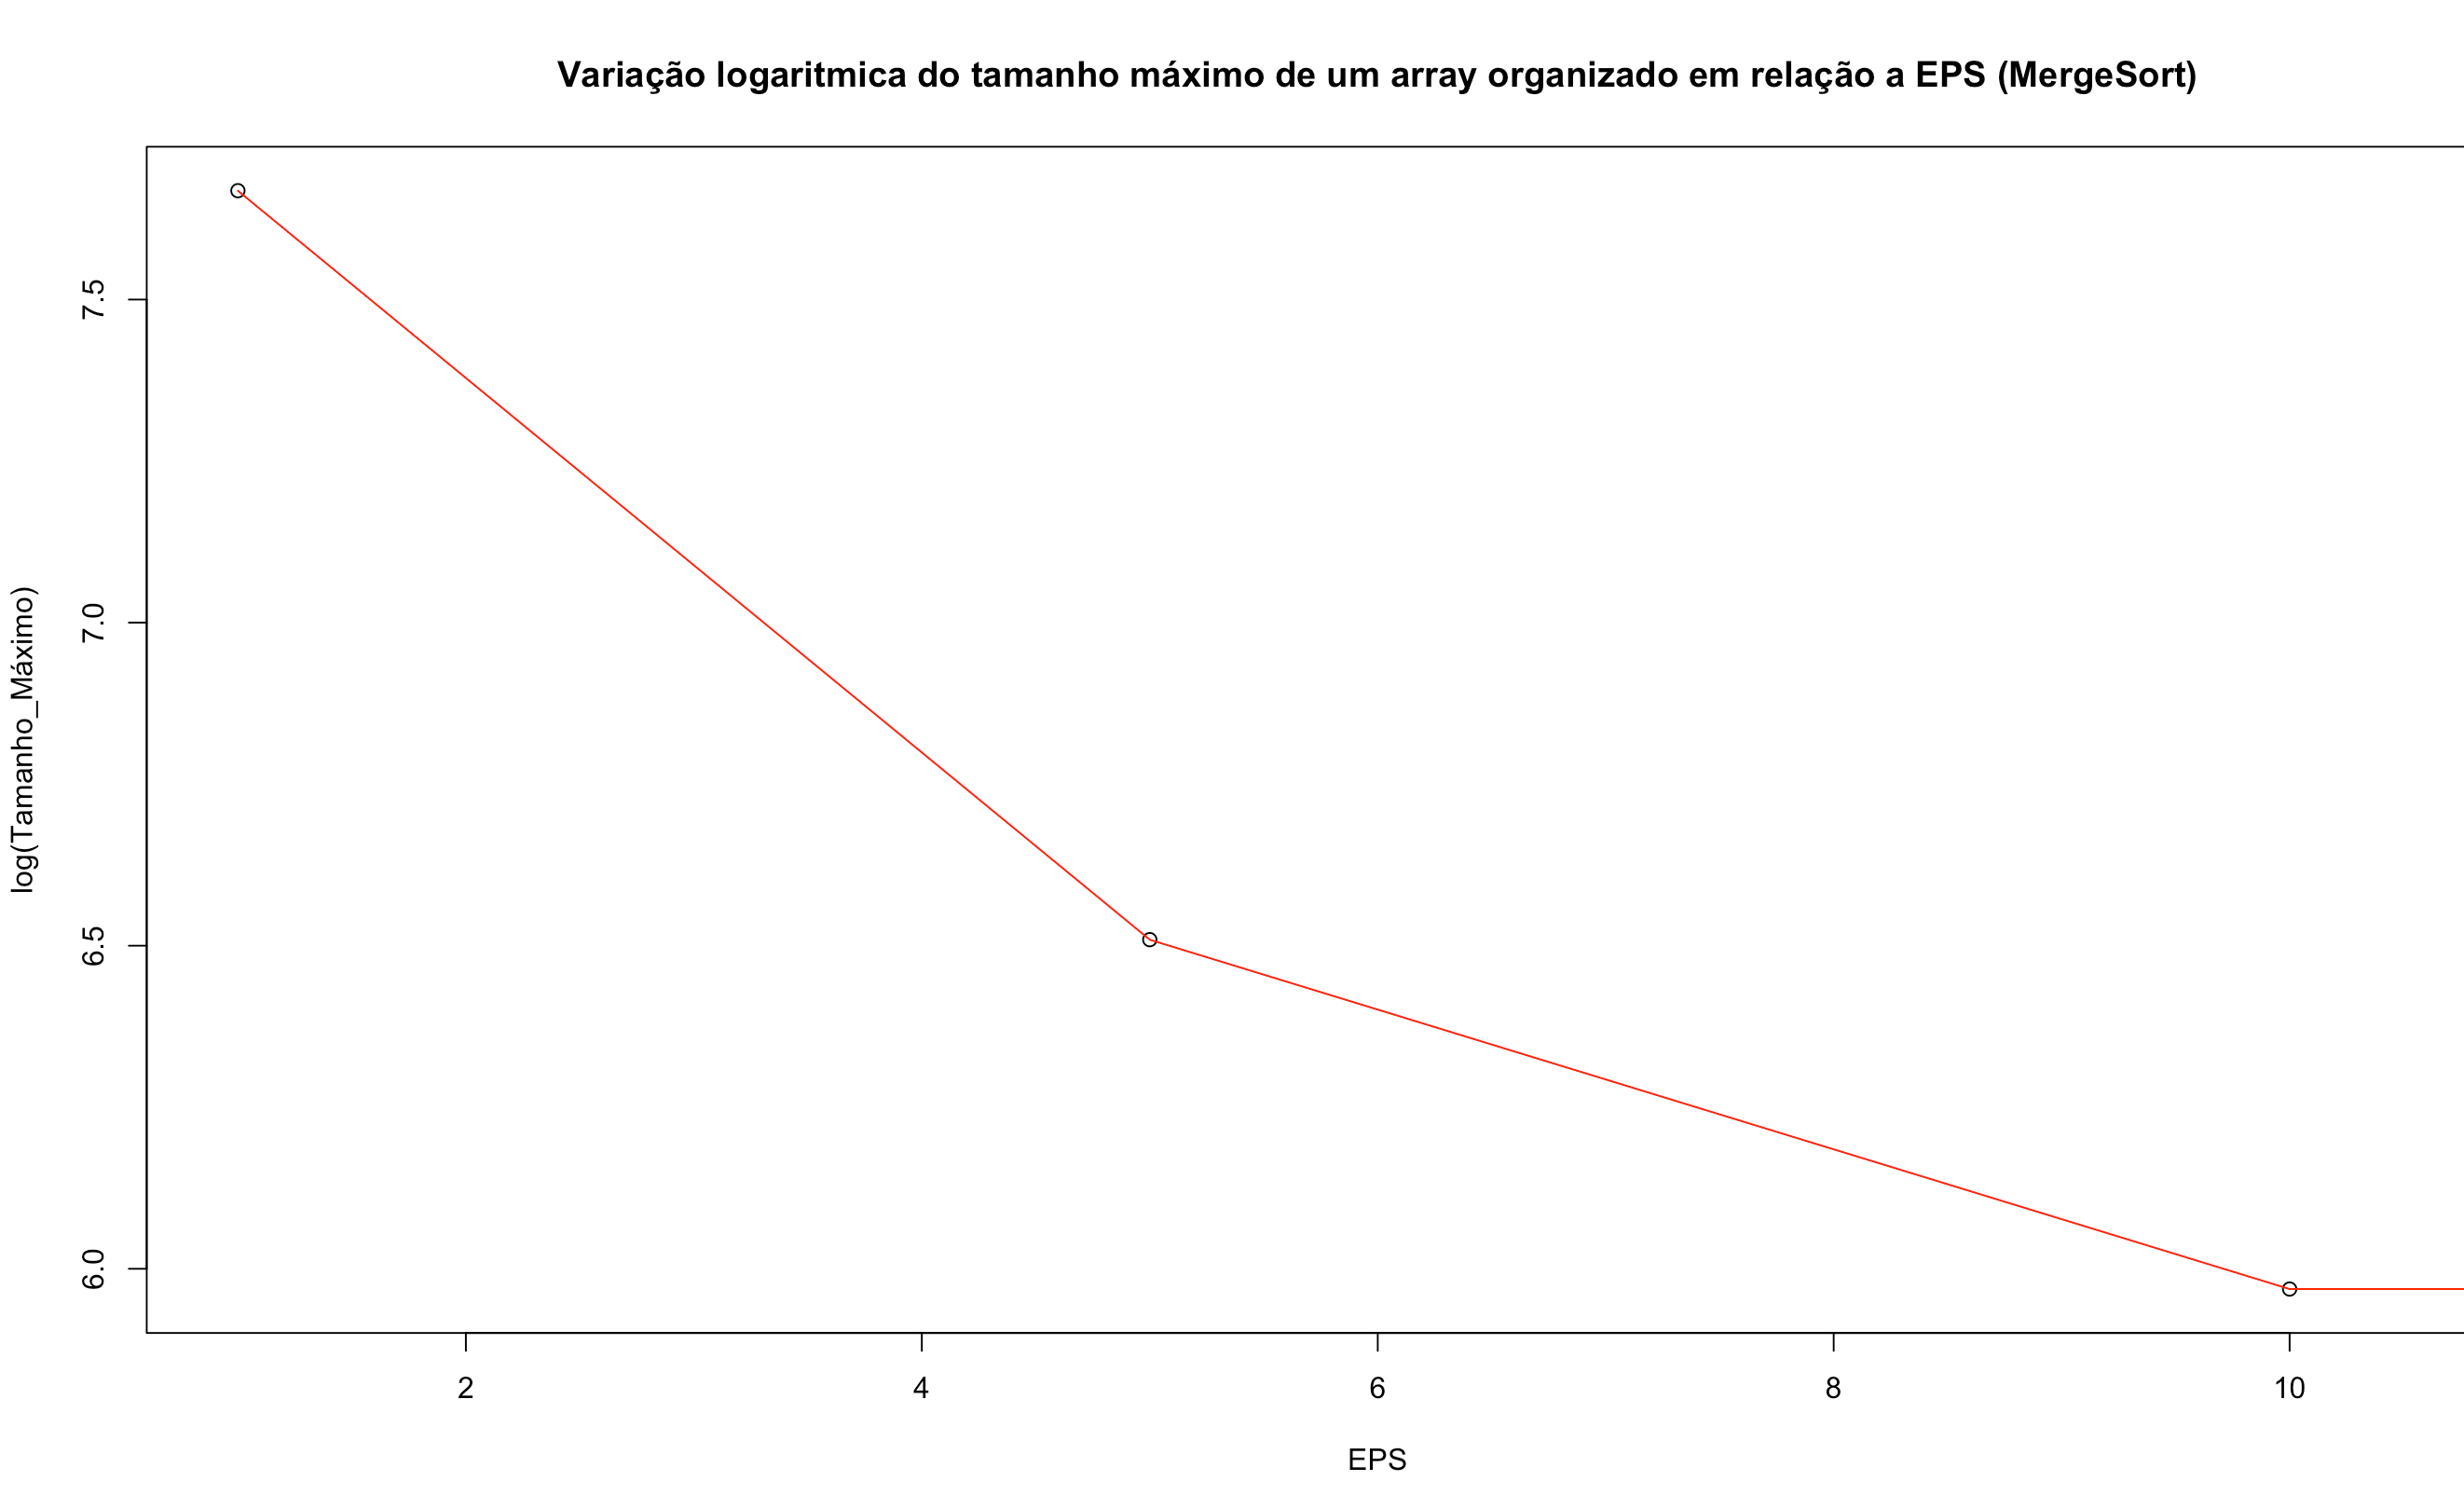 Variação logaritmica do tamanho máximo de um array organizado em relação a EPS (MergeSort)
log(Tamanho_Máximo)
7.5
7.0
6.5
6.0
2 4 6 8 10
EPS